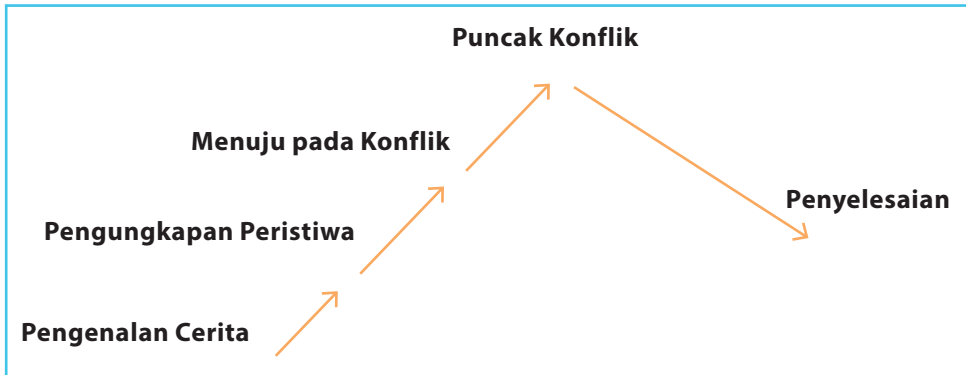 Puncak Konflik
Menuju pada Konflik
Penyelesaian
Pengungkapan Peristiwa
Pengenalan Cerita